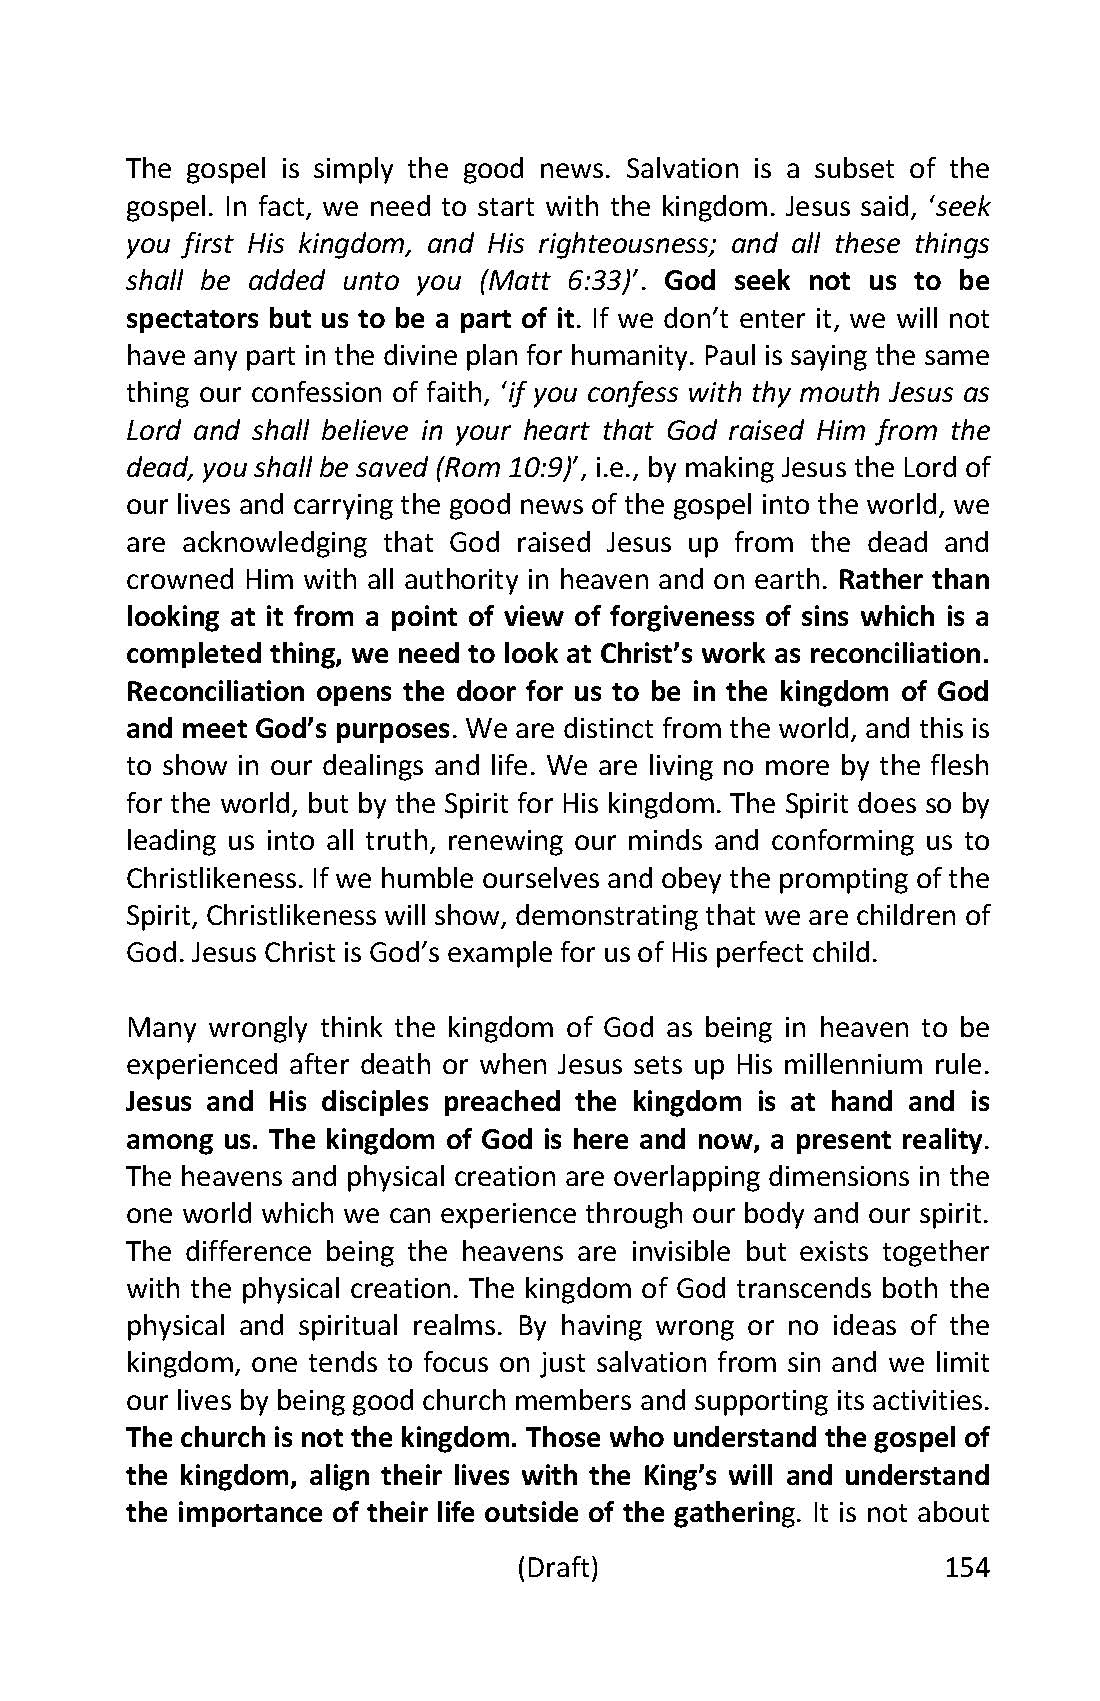 The gospel is simply the good news. Salvation is a subset of the
gospel. In fact, we need to start with the kingdom. Jesus said, ‘seek
you first His kingdom, and His righteousness; and all these things
shall be added unto you (Matt 6:33)’. God seek not us to be
spectators but us to be a part of it. If we don’t enter it, we will not
have any part in the divine plan for humanity. Paul is saying the same
thing our confession of faith, ‘if you confess with thy mouth Jesus as
Lord and shall believe in your heart that God raised Him from the
dead, you shall be saved (Rom 10:9)’, i.e., by making Jesus the Lord of
our lives and carrying the good news of the gospel into the world, we
are acknowledging that God raised Jesus up from the dead and
crowned Him with all authority in heaven and on earth. Rather than
looking at it from a point of view of forgiveness of sins which is a
completed thing, we need to look at Christ’s work as reconciliation.
Reconciliation opens the door for us to be in the kingdom of God
and meet God’s purposes. We are distinct from the world, and this is
to show in our dealings and life. We are living no more by the flesh
for the world, but by the Spirit for His kingdom. The Spirit does so by
leading us into all truth, renewing our minds and conforming us to
Christlikeness. If we humble ourselves and obey the prompting of the
Spirit, Christlikeness will show, demonstrating that we are children of
God. Jesus Christ is God’s example for us of His perfect child.
Many wrongly think the kingdom of God as being in heaven to be
experienced after death or when Jesus sets up His millennium rule.
Jesus and His disciples preached the kingdom is at hand and is
among us. The kingdom of God is here and now, a present reality.
The heavens and physical creation are overlapping dimensions in the
one world which we can experience through our body and our spirit.
The difference being the heavens are invisible but exists together
with the physical creation. The kingdom of God transcends both the
physical and spiritual realms. By having wrong or no ideas of the
kingdom, one tends to focus on just salvation from sin and we limit
our lives by being good church members and supporting its activities.
The church is not the kingdom. Those who understand the gospel of
the kingdom, align their lives with the King’s will and understand
the importance of their life outside of the gathering. It is not about
(Draft) 154